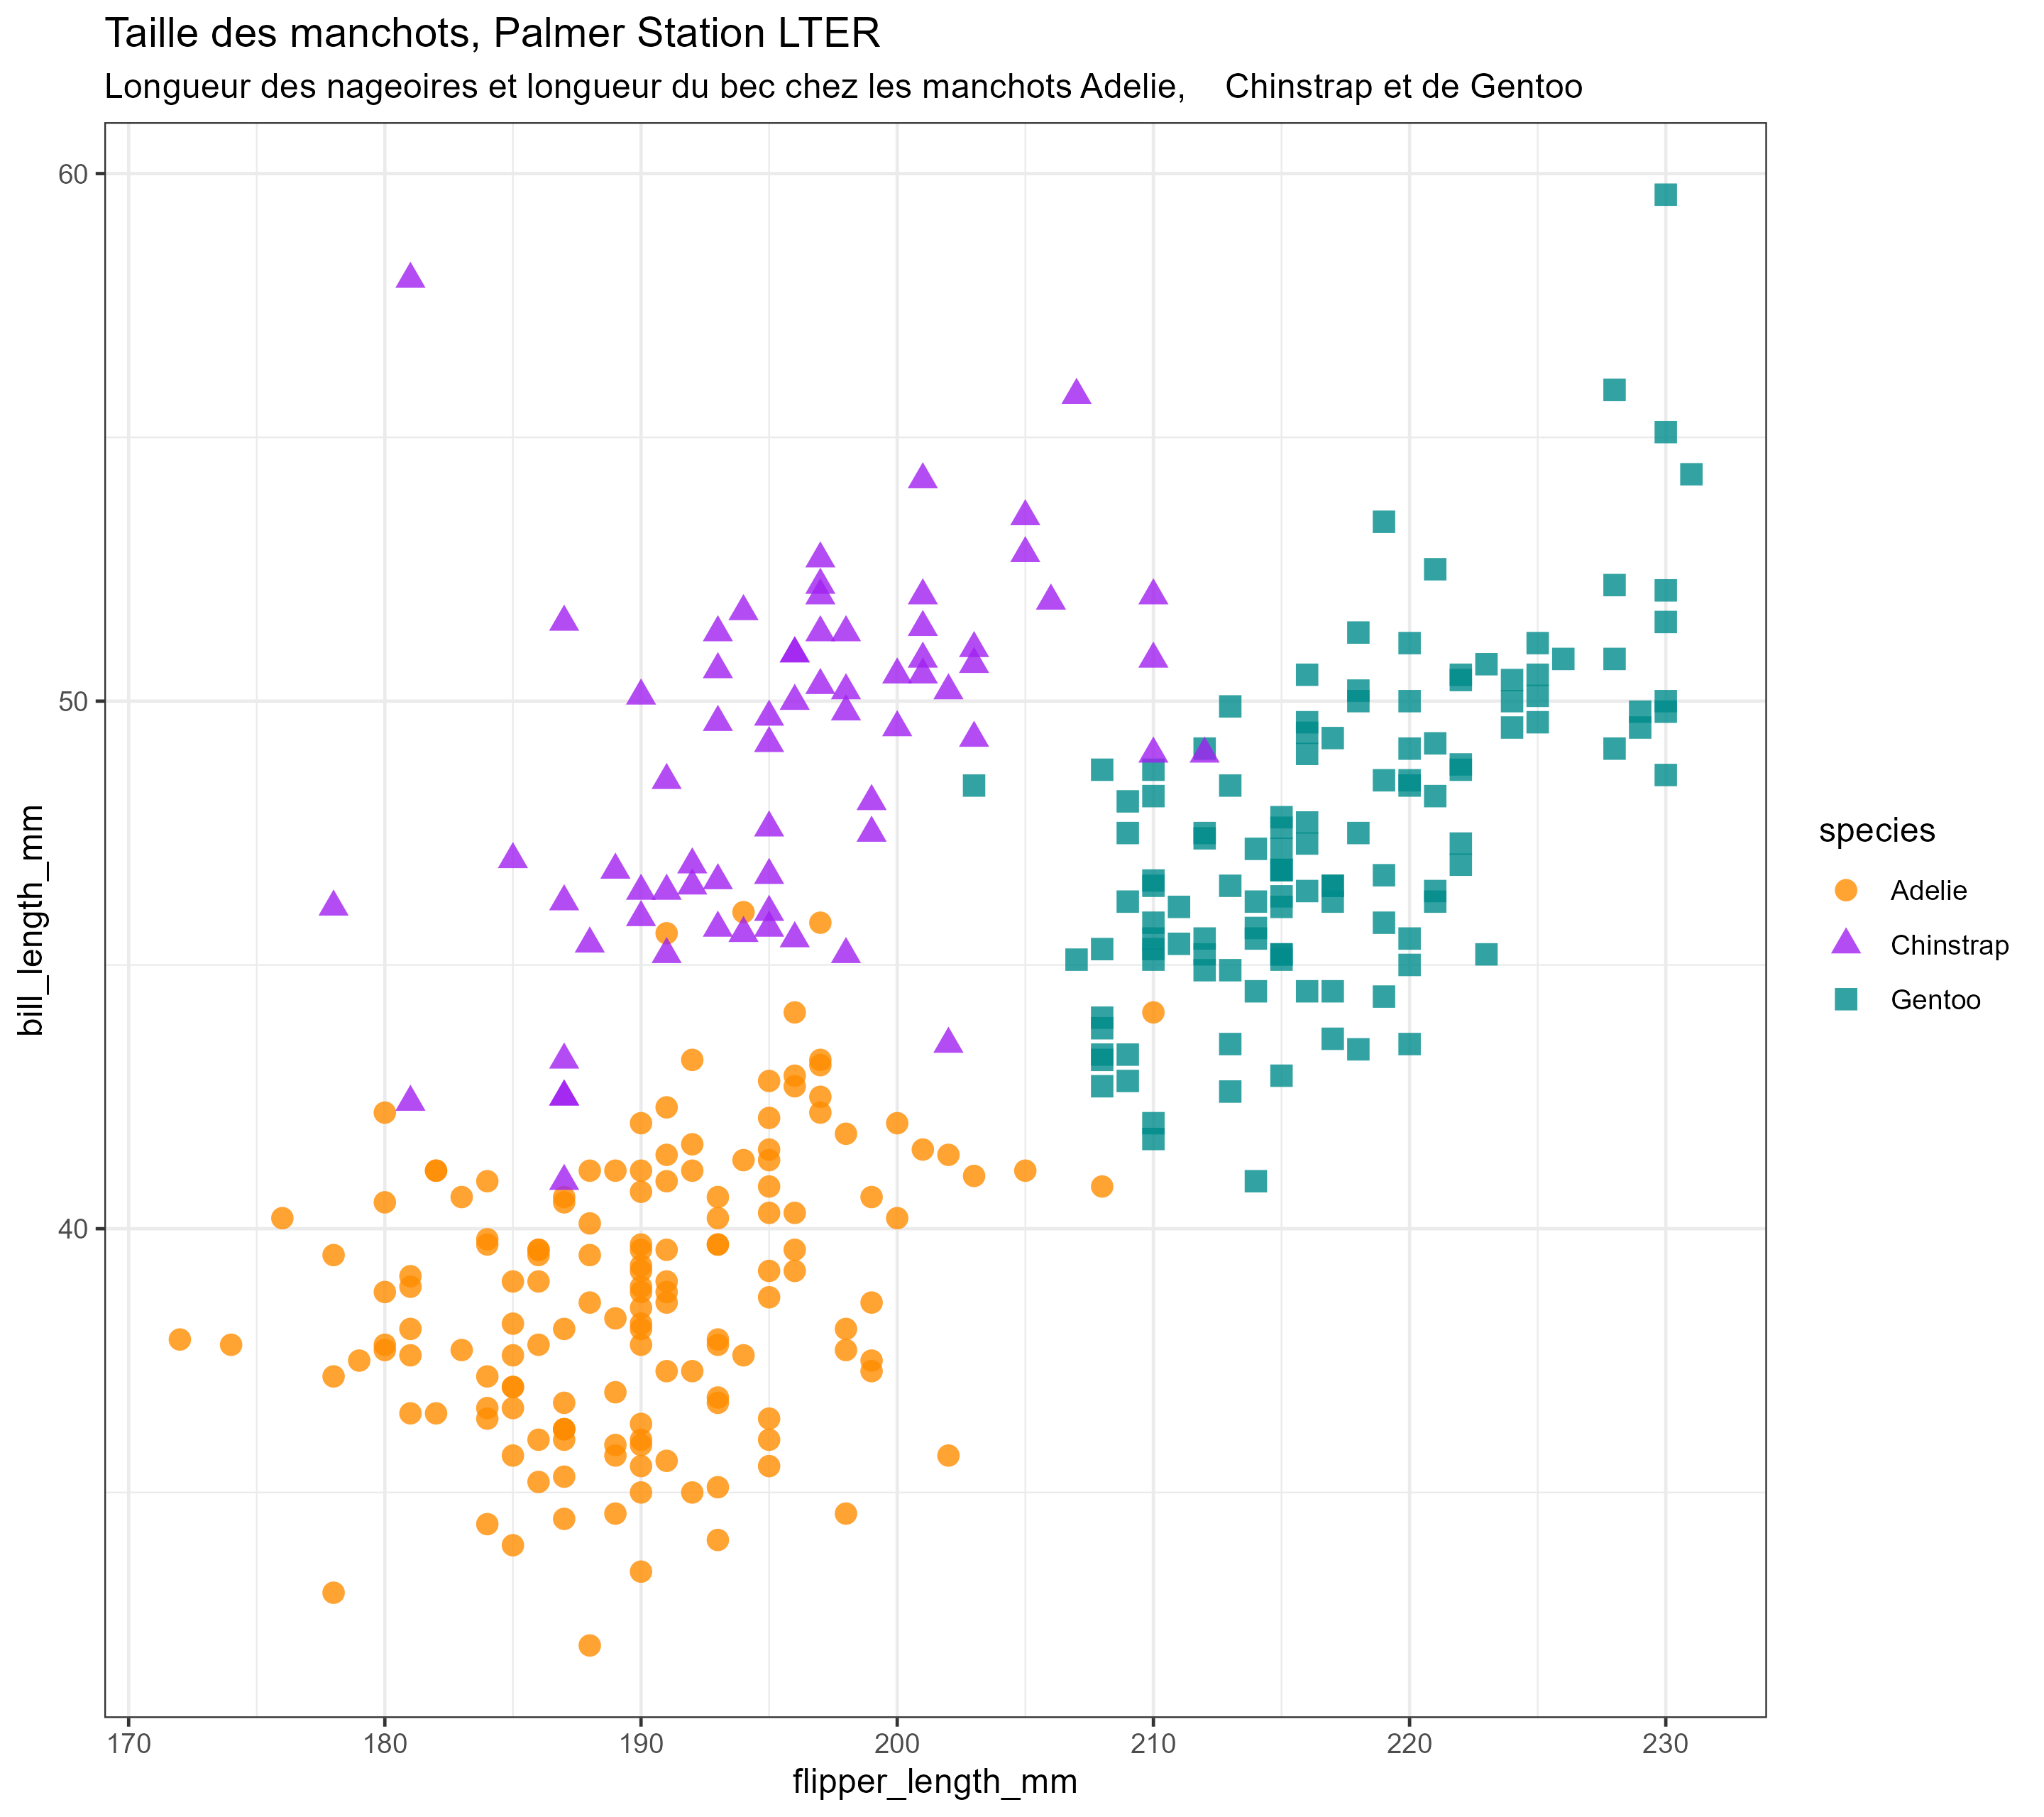 Taille des manchots, Palmer Station LTER
Longueur des nageoires et longueur du bec chez les manchots Adelie,    Chinstrap et de Gentoo
60
50
40
bill_length_mm
170 180 190 200 210 220 230
flipper_length_mm
species
Adelie
Chinstrap
Gentoo